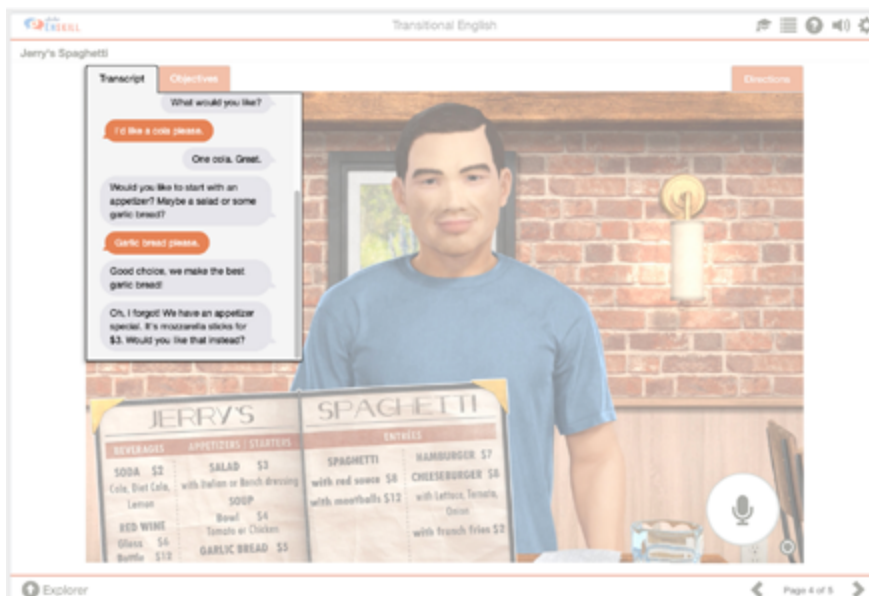 ENSKILL
Transitional English
Jerry's Spaghetti
Transcript
Objectives
Directions
What would you like?
I'd like a cola please.
One cola. Great.
Would you like to start with an
appetizer? Maybe a salad or some
garlic bread?
Garlic bread please.
Good choice, we make the best
garlic bread!
Oh, I forgot! We have an appetizer
special. It's mozzarella sticks for
$3. Would you like that instead?
JERRY'S
SPAGHETTI
BEVERAGES
SODA $2
Cola, Diet Cola,
Lemon
RED WINE
Glass $6
Bottle $12
APPETIZERS / STARTERS
SALAD $3
with Italian or Ranch dressing
SOUP
Bowl $4
Tomato or Chicken
GARLIC BREAD $5
ENTRÉES
SPAGHETTI
with red sauce $8
with meatballs $12
HAMBURGER $7
CHEESEBURGER $8
with Lettuce, Tomato,
Onion
with french fries $2
Explorer
Page 4 of 5